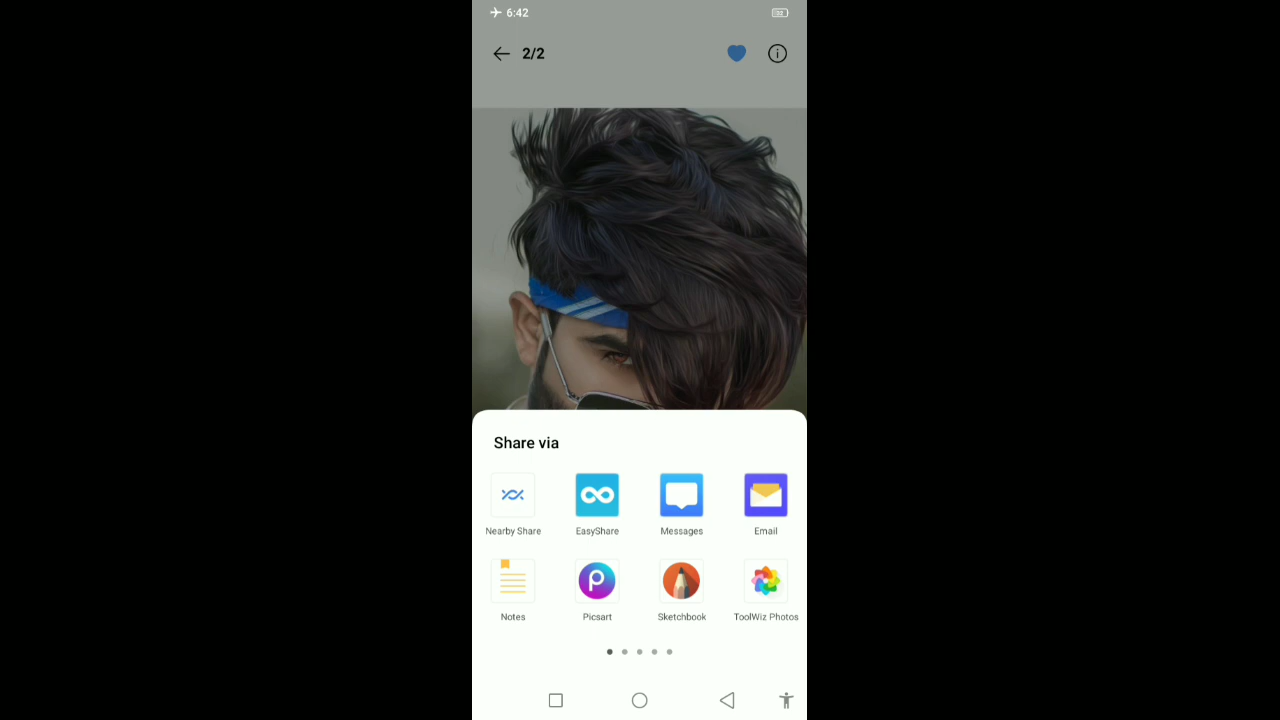 6:42
2/2
Share via
Nearby Share
EasyShare
Messages
Email
Notes
Picsart
Sketchbook
ToolWiz Photos